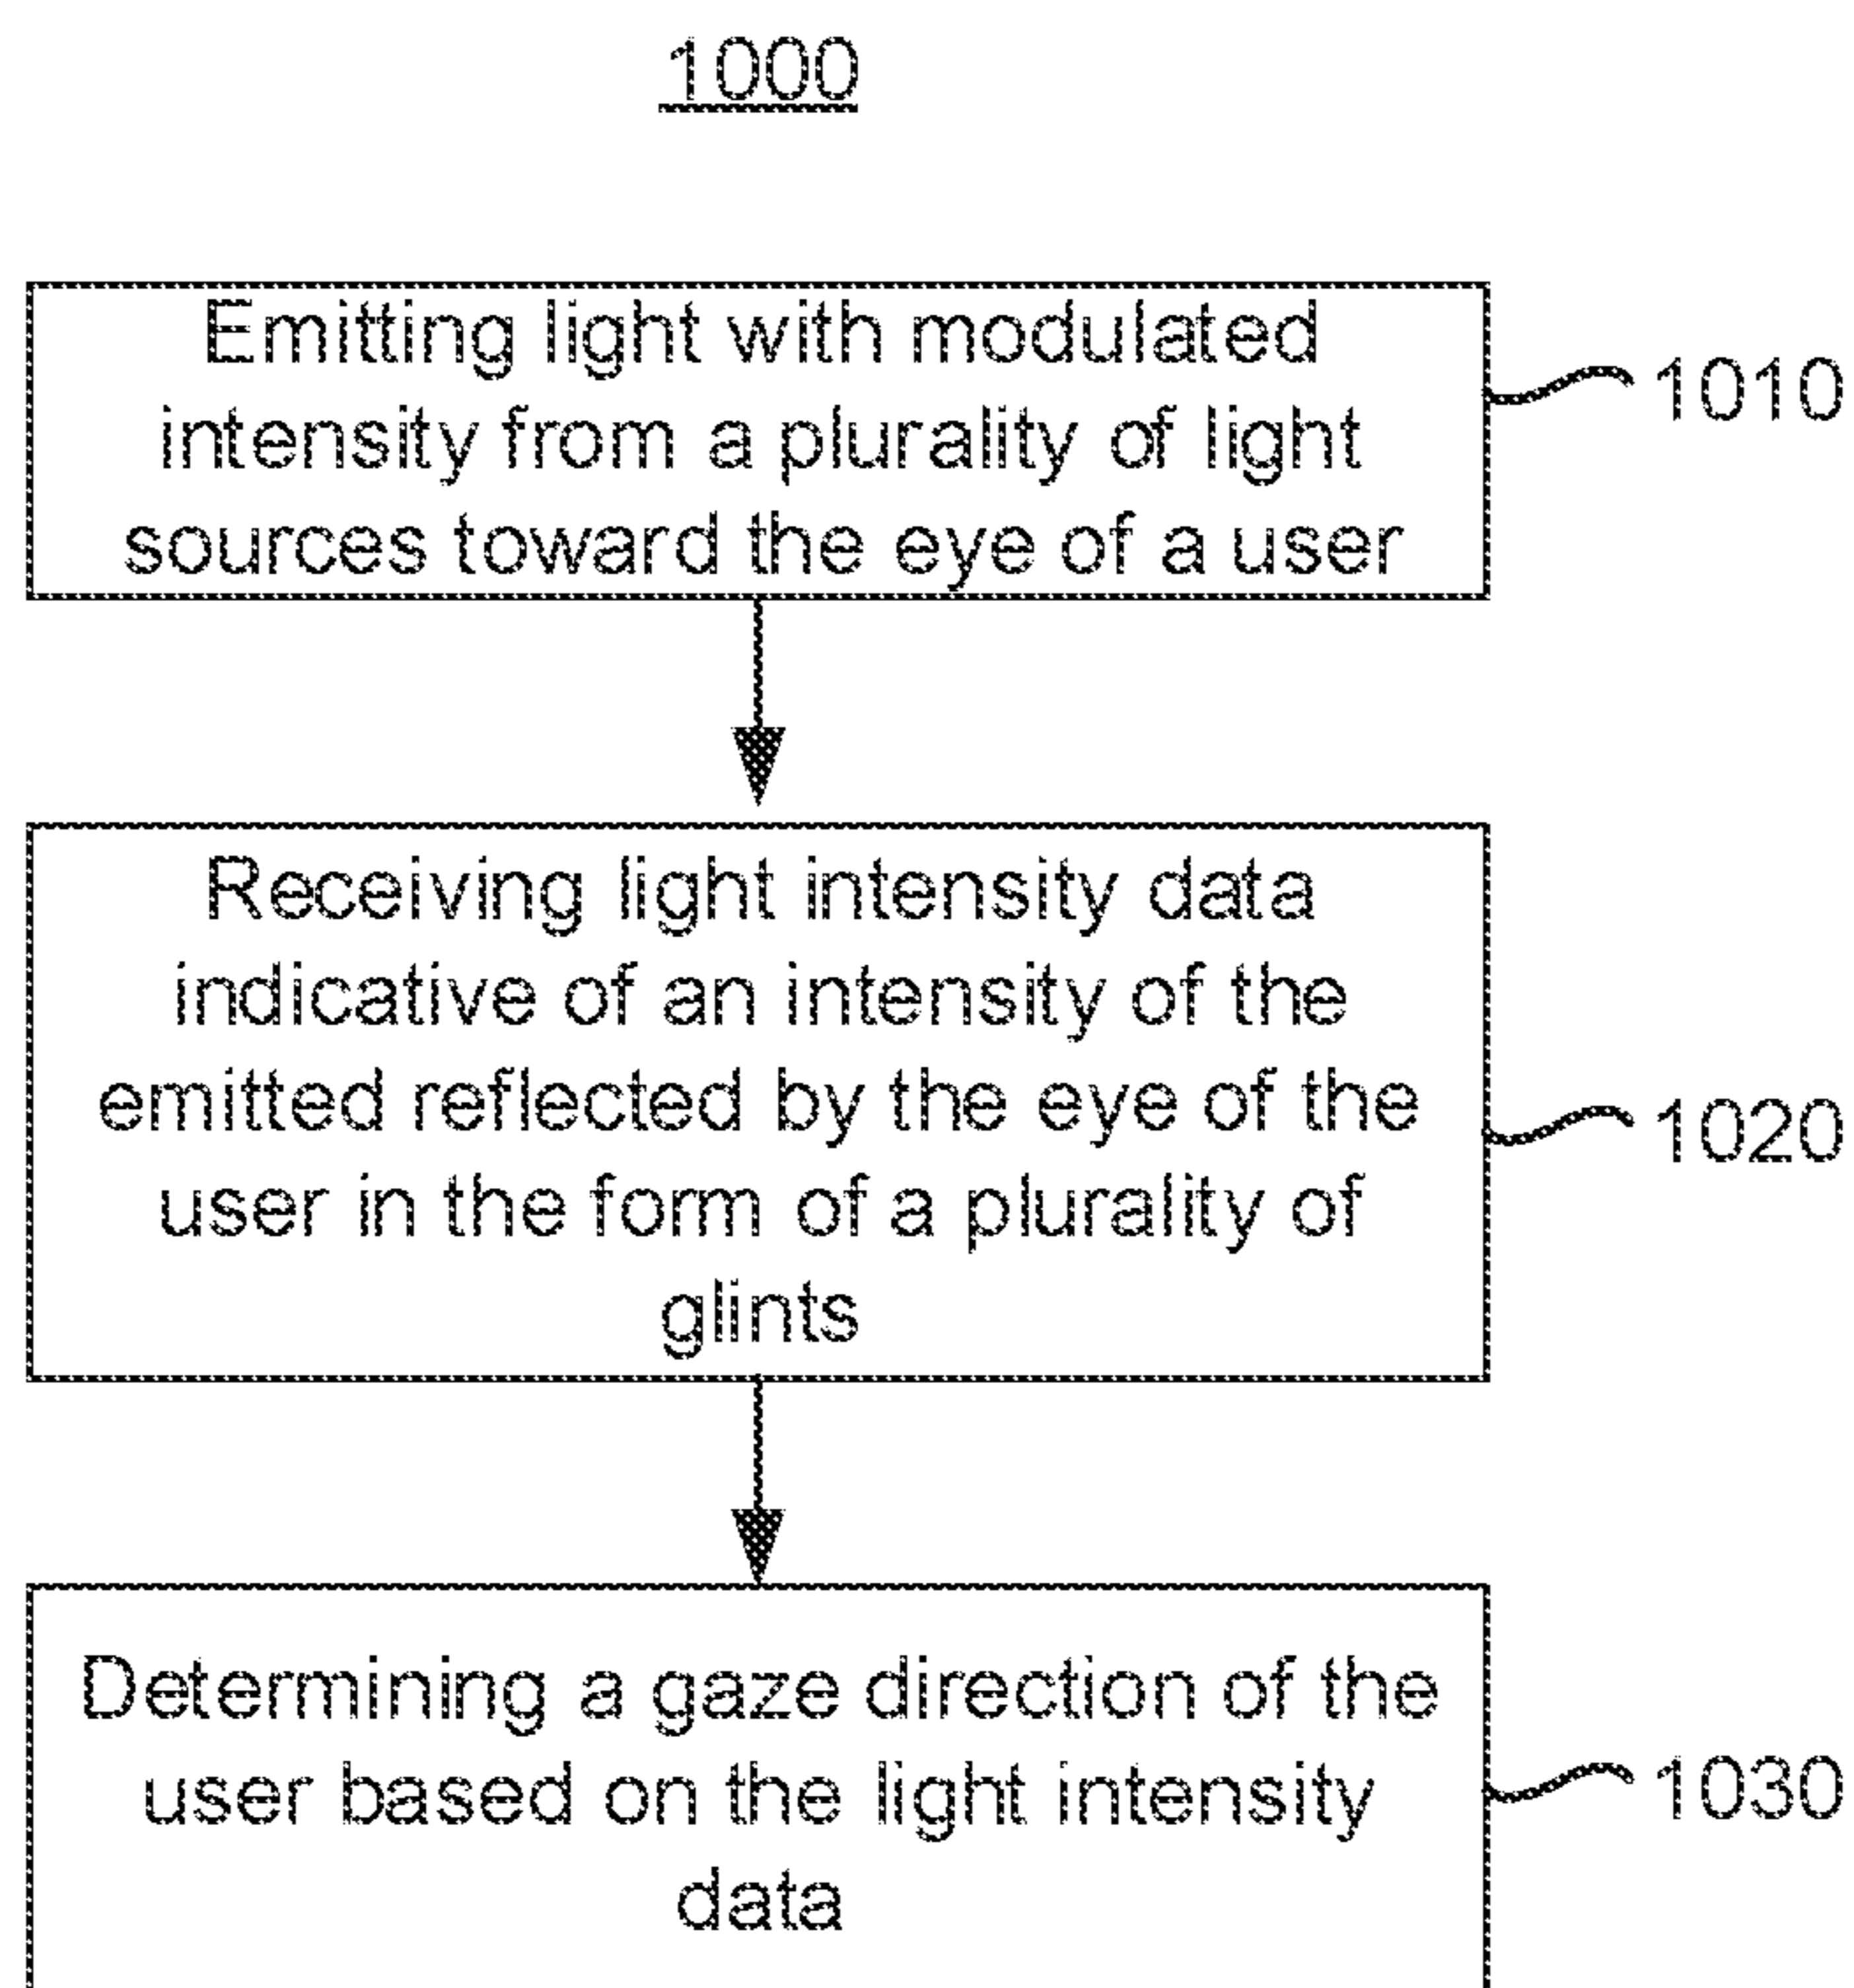 1000
Emitting light with modulated
intensity from a plurality of light
sources toward the eye of a user
1010
Receiving light intensity data
indicative of an intensity of the
emitted reflected by the eye of the
user in the form of a plurality of
glints
1020
Determining a gaze direction of the
user based on the light intensity
data
1030